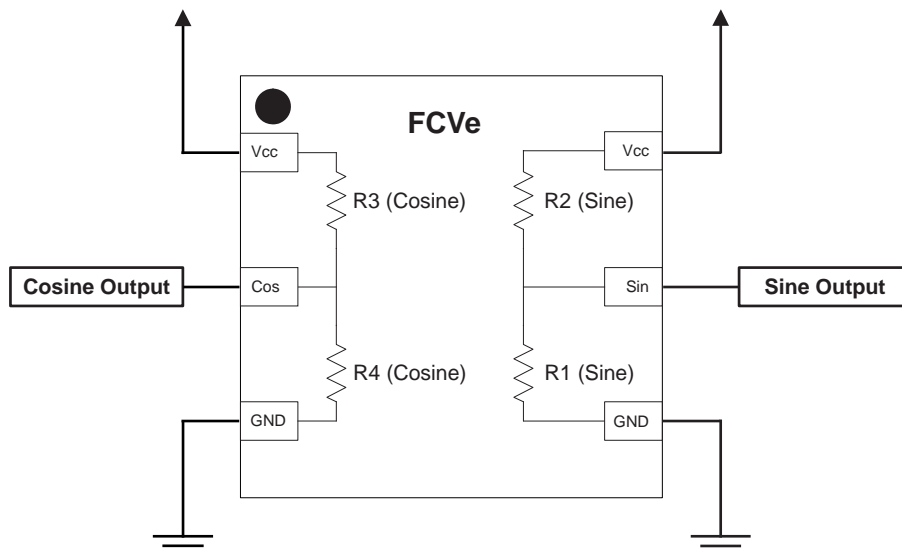 FCVe
Vcc
Vcc
R3 (Cosine)
R2 (Sine)
Cosine Output
Cos
Sin
Sine Output
R4 (Cosine)
R1 (Sine)
GND
GND